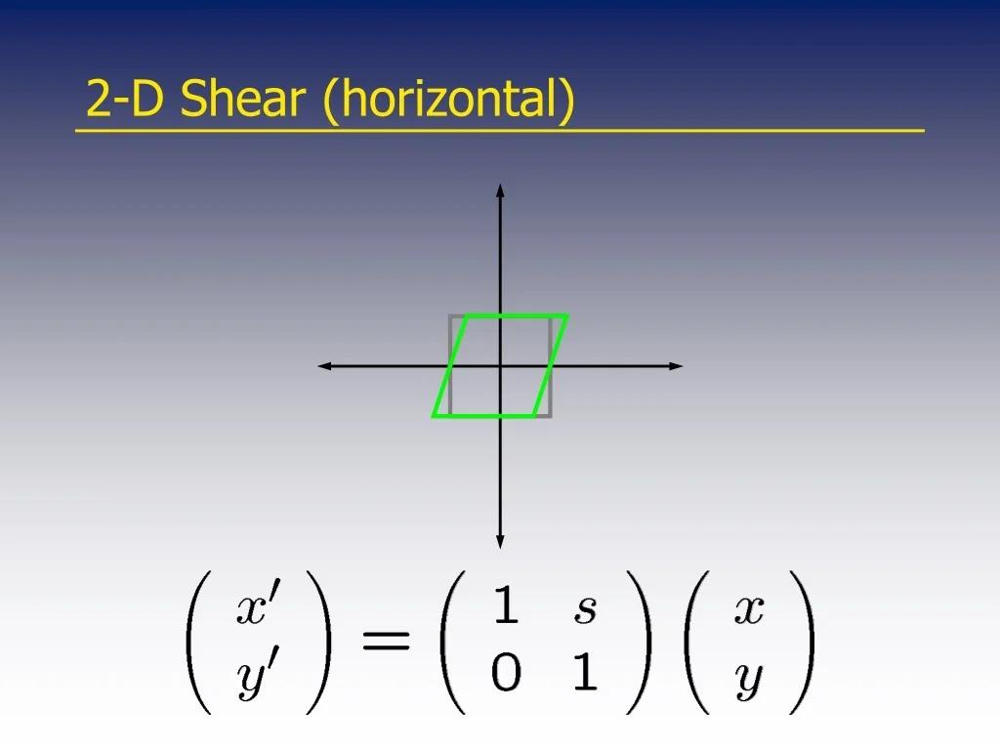 2-D Shear (horizontal)
( x′ ) = ( 1 s ) ( x )
( y′ ) ( 0 1 ) ( y )